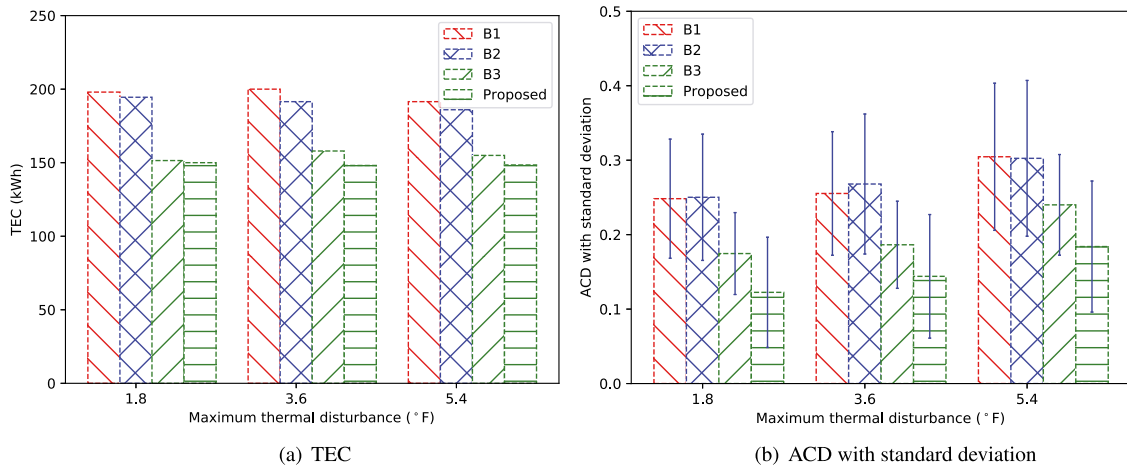 250
200
150
100
50
0
TEC (kWh)
B1
B2
B3
Proposed
1.8
3.6
5.4
Maximum thermal disturbance (°F)
(a) TEC
0.5
0.4
0.3
0.2
0.1
0.0
ACD with standard deviation
B1
B2
B3
Proposed
1.8
3.6
5.4
Maximum thermal disturbance (°F)
(b) ACD with standard deviation